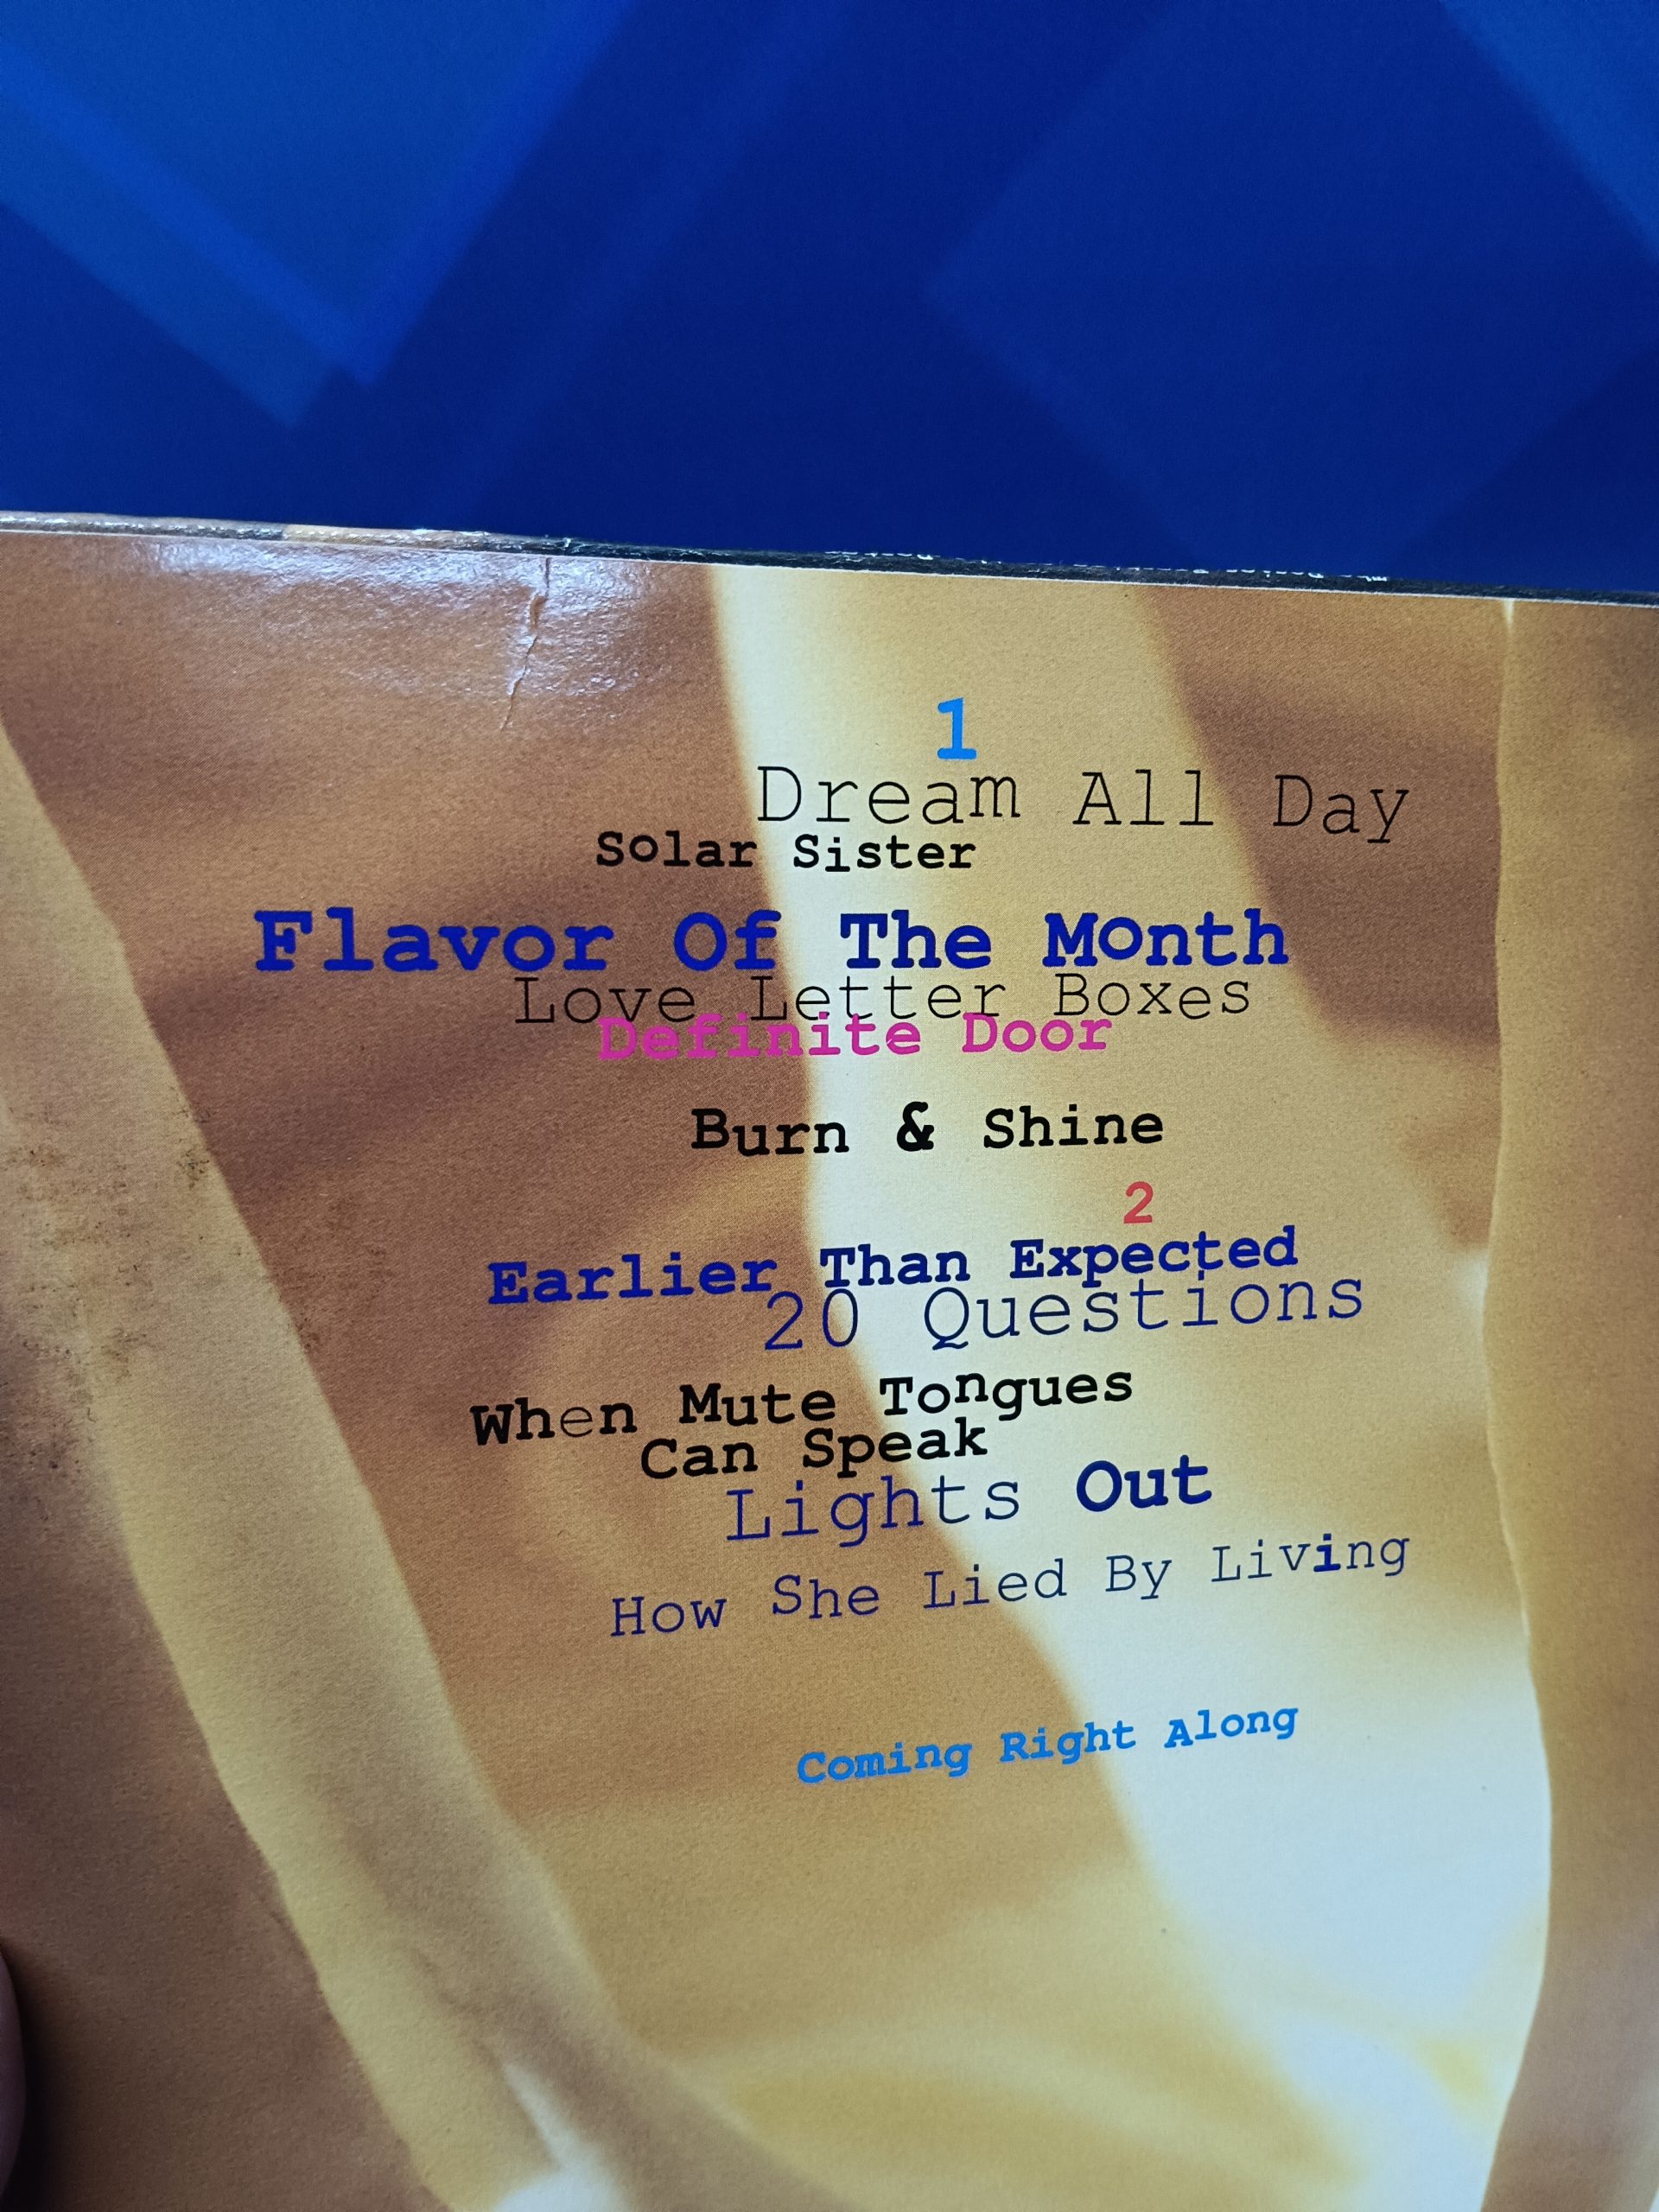 1
Dream All Day
Solar Sister
Flavor Of The Month
Love Letter Boxes
Definite Door
Burn & Shine
2
Earlier Than Expected
20 Questions
When Mute Tongues
Can Speak
Lights Out
How She Lied By Living
Coming Right Along